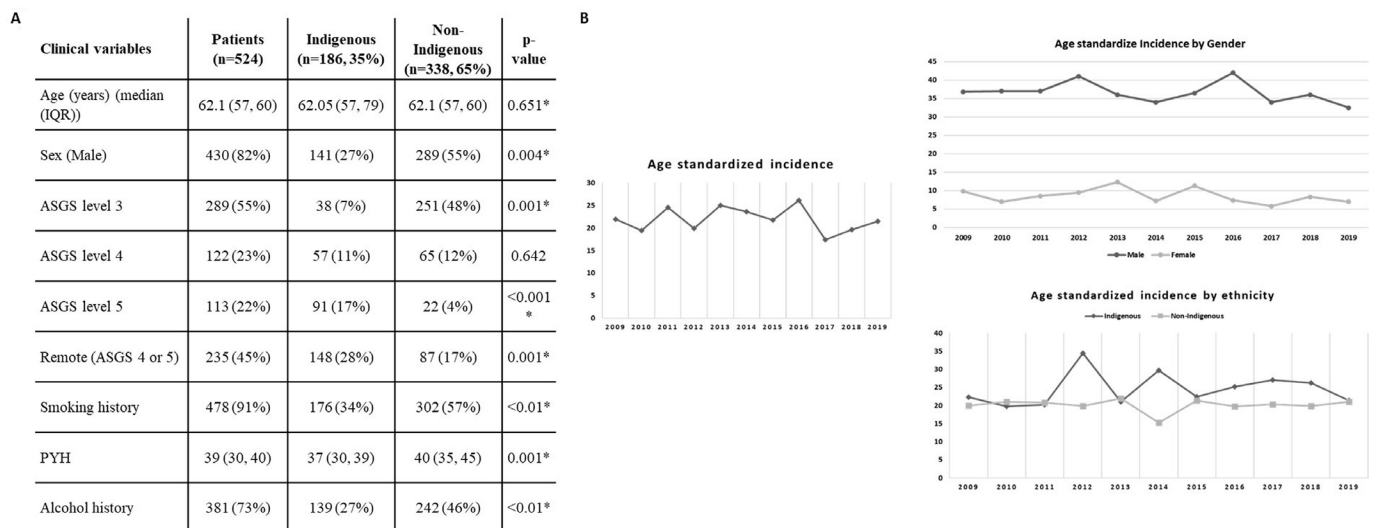 A
Clinical variables
Patients
(n=524)
Indigenous
(n=186, 35%)
Non-
Indigenous
(n=338, 65%)
p-
value
Age (years) (median
(IQR))
62.1 (57, 60)
62.05 (57, 79)
62.1 (57, 60)
0.651*
Sex (Male)
430 (82%)
141 (27%)
289 (55%)
0.004*
ASGS level 3
289 (55%)
38 (7%)
251 (48%)
0.001*
ASGS level 4
122 (23%)
57 (11%)
65 (12%)
0.642
ASGS level 5
113 (22%)
91 (17%)
22 (4%)
<0.001
*
Remote (ASGS 4 or 5)
235 (45%)
148 (28%)
87 (17%)
0.001*
Smoking history
478 (91%)
176 (34%)
302 (57%)
<0.01*
PYH
39 (30, 40)
37 (30, 39)
40 (35, 45)
0.001*
Alcohol history
381 (73%)
139 (27%)
242 (46%)
<0.01*
B
Age standardized incidence
30
25
20
15
10
5
0
2009 2010 2011 2012 2013 2014 2015 2016 2017 2018 2019
Age standardize Incidence by Gender
45
40
35
30
25
20
15
10
5
0
2009 2010 2011 2012 2013 2014 2015 2016 2017 2018 2019
Male Female
Age standardized incidence by ethnicity
Indigenous Non-Indigenous
40
35
30
25
20
15
10
5
0
2009 2010 2011 2012 2013 2014 2015 2016 2017 2018 2019